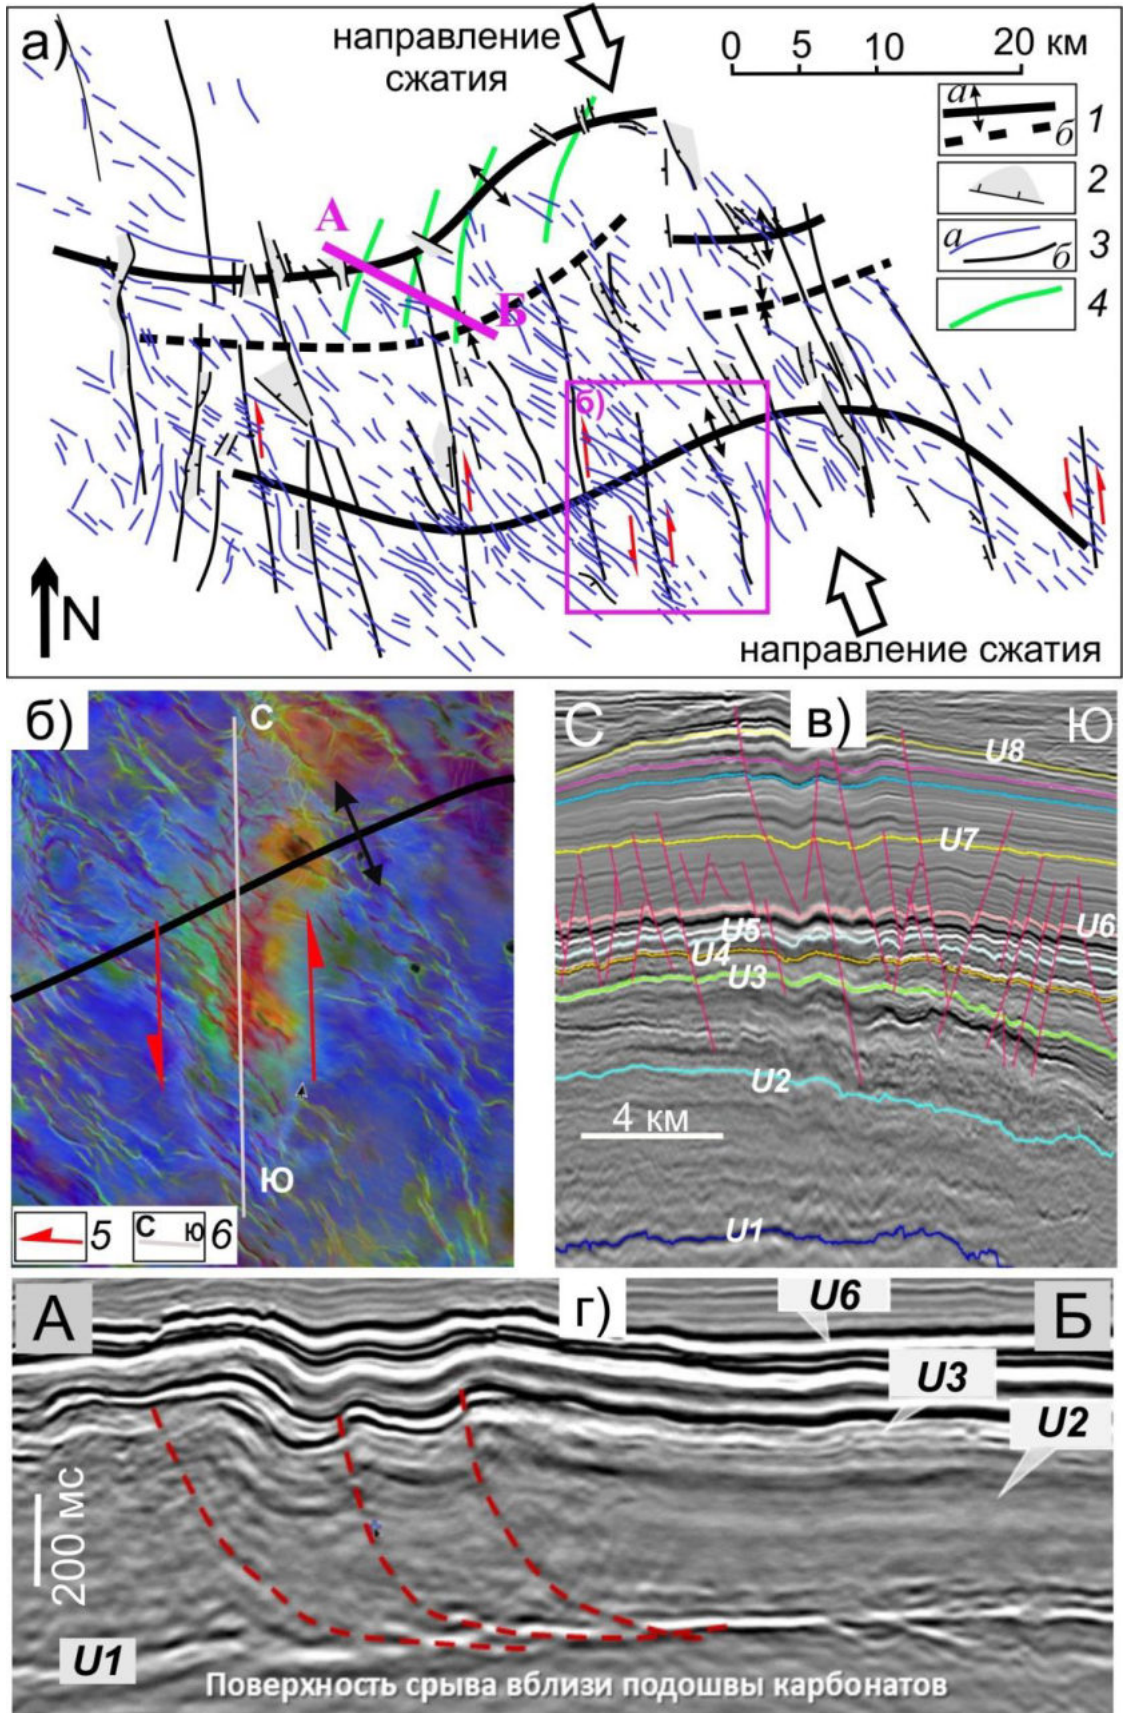 а)
направление
сжатия
0 5 10 20 км
а
б
1
2
а
б
3
4
А
Б
б)
N
направление сжатия
б)
С
Ю
5
С Ю
6
С
в)
Ю
U8
U7
U6
U5
U4
U3
U2
4 км
U1
А
г)
U6
Б
U3
U2
200 мс
U1
Поверхность срыва вблизи подошвы карбонатов